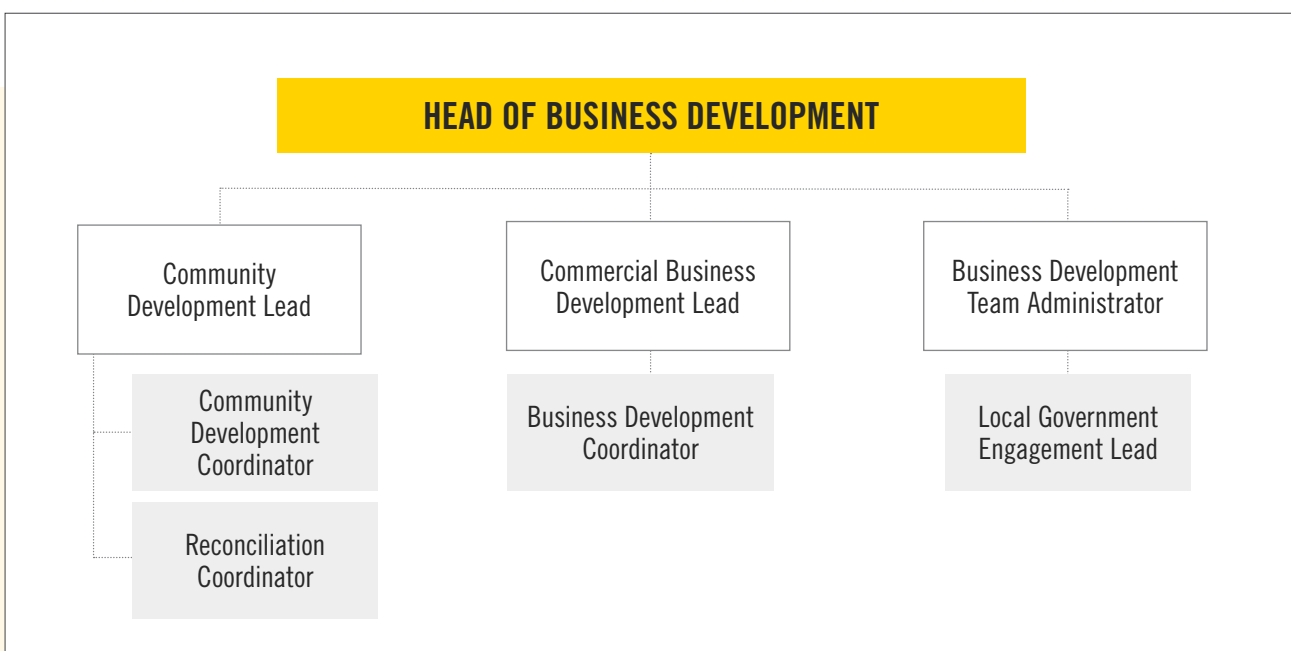 HEAD OF BUSINESS DEVELOPMENT
Community
Development Lead
Commercial Business
Development Lead
Business Development
Team Administrator
Community
Development
Coordinator
Business Development
Coordinator
Local Government
Engagement Lead
Reconciliation
Coordinator